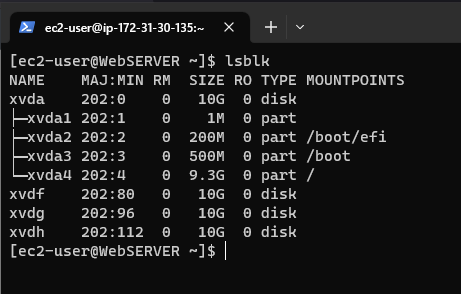 ec2-user@ip-172-31-30-135:~
[ec2-user@WebSERVER ~]$ lsblk
NAME    MAJ:MIN RM  SIZE RO TYPE MOUNTPOINTS
xvda    202:0    0   10G  0 disk
├─xvda1 202:1    0    1M  0 part
├─xvda2 202:2    0  200M  0 part /boot/efi
├─xvda3 202:3    0  500M  0 part /boot
└─xvda4 202:4    0  9.3G  0 part /
xvdf    202:80   0   10G  0 disk
xvdg    202:96   0   10G  0 disk
xvdh    202:112  0   10G  0 disk
[ec2-user@WebSERVER ~]$